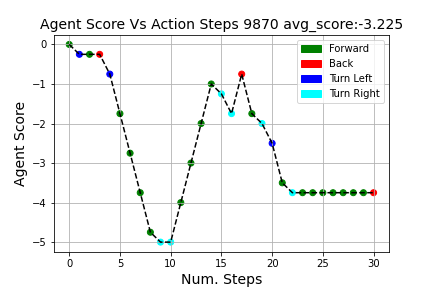 Agent Score Vs Action Steps 9870 avg_score:-3.225
Agent Score
0
−1
−2
−3
−4
−5
Forward
Back
Turn Left
Turn Right
0 5 10 15 20 25 30
Num. Steps